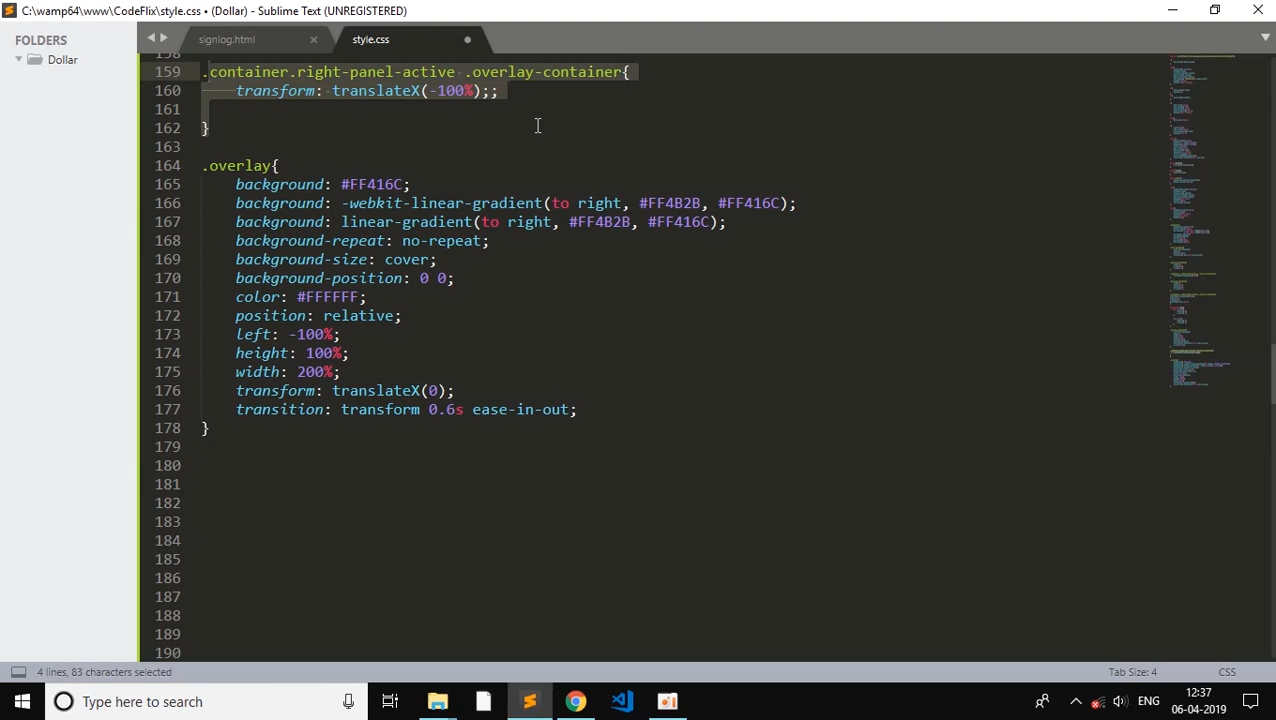 C:\wamp64\www\CodeFlix\style.css • (Dollar) - Sublime Text (UNREGISTERED)
FOLDERS
Dollar
signlog.html
style.css
158
159 .container.right-panel-active .overlay-container{
160 transform: translateX(-100%);;
161
162 }
163
164 .overlay{
165 background: #FF416C;
166 background: -webkit-linear-gradient(to right, #FF4B2B, #FF416C);
167 background: linear-gradient(to right, #FF4B2B, #FF416C);
168 background-repeat: no-repeat;
169 background-size: cover;
170 background-position: 0 0;
171 color: #FFFFFF;
172 position: relative;
173 left: -100%;
174 height: 100%;
175 width: 200%;
176 transform: translateX(0);
177 transition: transform 0.6s ease-in-out;
178 }
179
180
181
182
183
184
185
186
187
188
189
190
4 lines, 83 characters selected
Tab Size: 4
CSS
Type here to search
ENG
12:37
06-04-2019